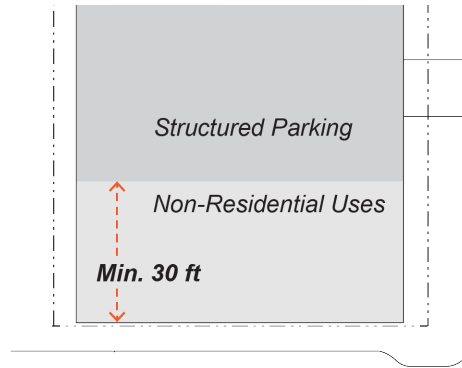 Structured Parking
Non-Residential Uses
Min. 30 ft